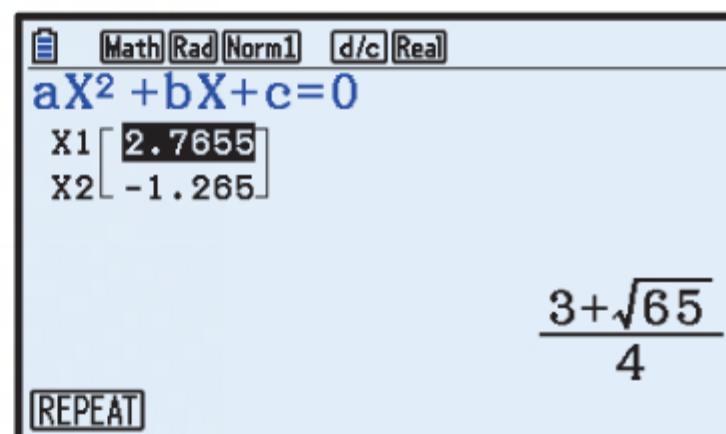 Math Rad Norm1 d/c Real
aX² +bX+c=0
X1 2.7655
X2 -1.265
3+√65
4
REPEAT